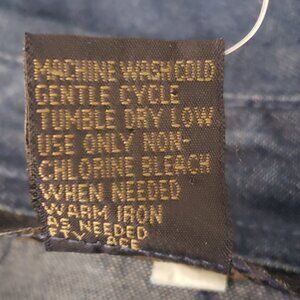 MACHINE WASH COLD
GENTLE CYCLE
TUMBLE DRY LOW
USE ONLY NON-
CHLORINE BLEACH
WHEN NEEDED
WARM IRON
AS NEEDED